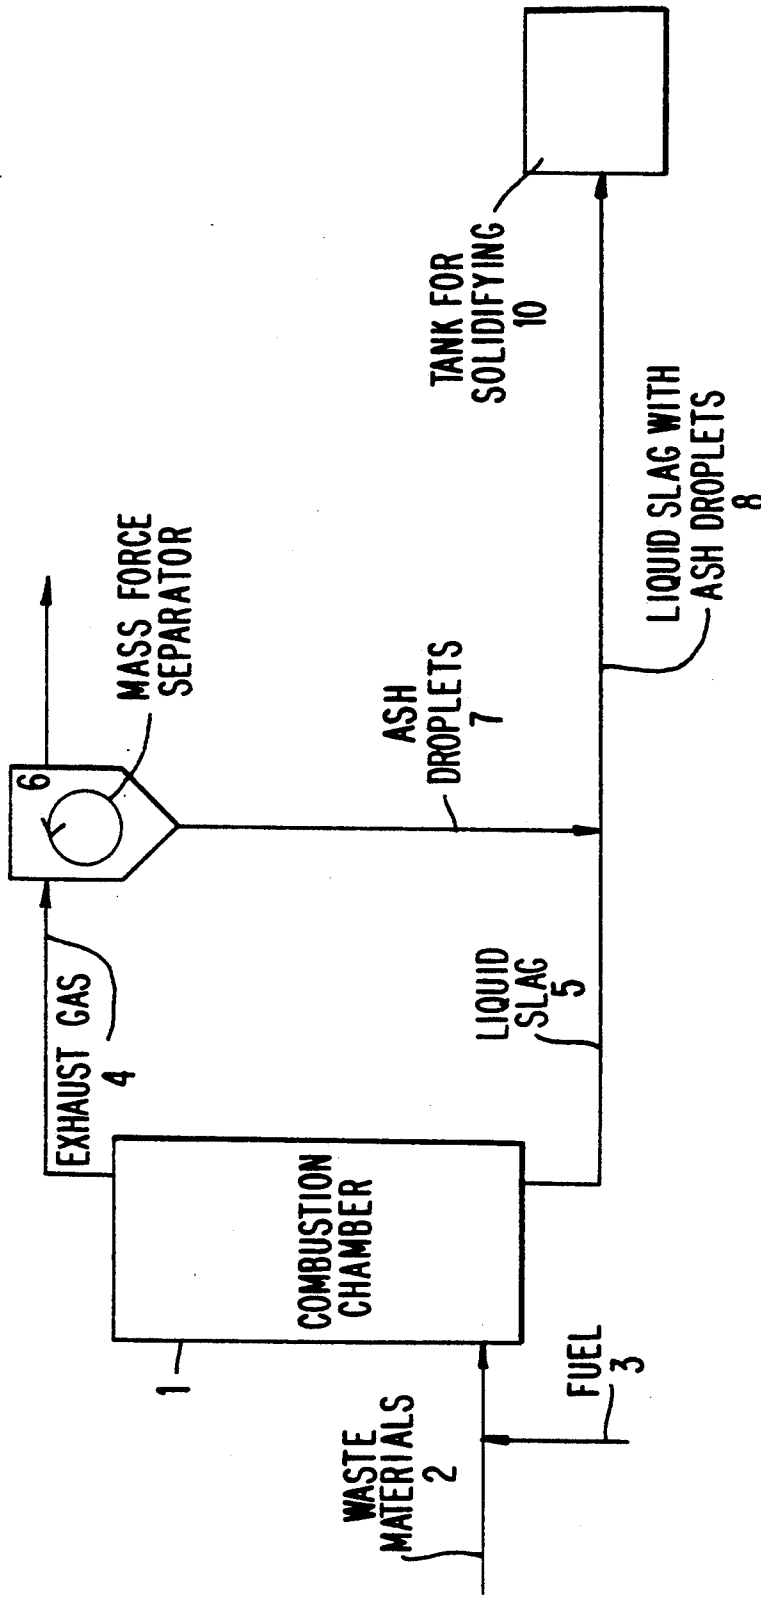 EXHAUST GAS
4
6
MASS FORCE
SEPARATOR
1
COMBUSTION
CHAMBER
WASTE
MATERIALS
2
FUEL
3
LIQUID
SLAG
5
ASH
DROPLETS
7
LIQUID SLAG WITH
ASH DROPLETS
8
TANK FOR
SOLIDIFYING
10